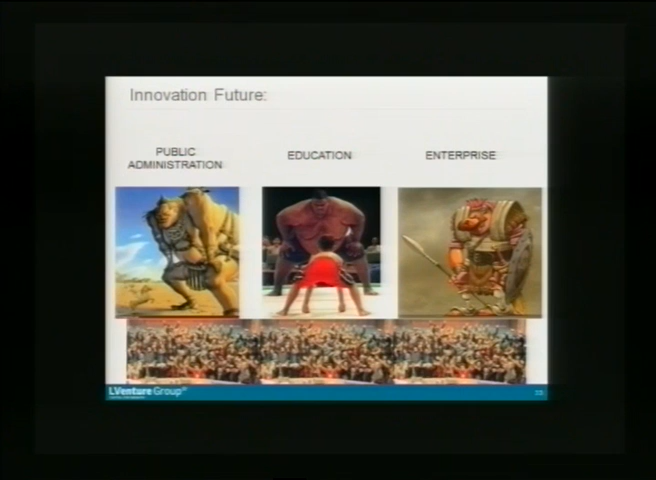 Innovation Future:
PUBLIC
ADMINISTRATION
EDUCATION
ENTERPRISE
LVenture Group